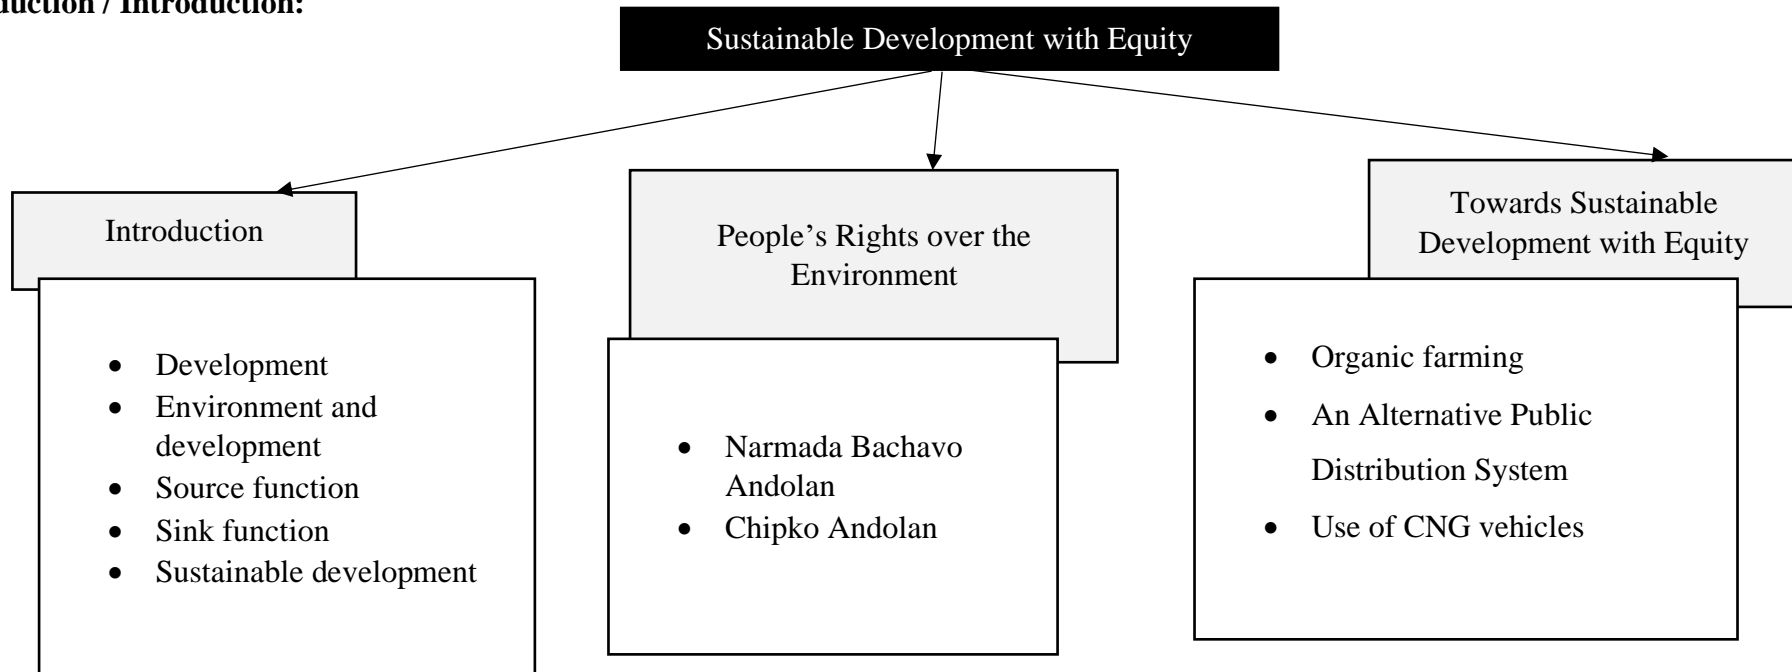 duction / Introduction:
Sustainable Development with Equity
Introduction
• Development
• Environment and
development
• Source function
• Sink function
• Sustainable development
People’s Rights over the
Environment
• Narmada Bachavo
Andolan
• Chipko Andolan
Towards Sustainable
Development with Equity
• Organic farming
• An Alternative Public
Distribution System
• Use of CNG vehicles